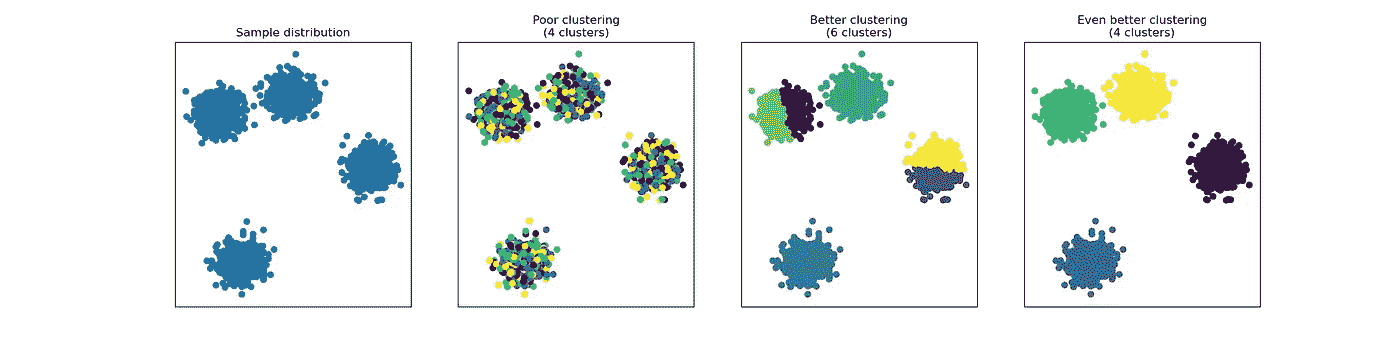 Sample distribution
Poor clustering
(4 clusters)
Better clustering
(6 clusters)
Even better clustering
(4 clusters)